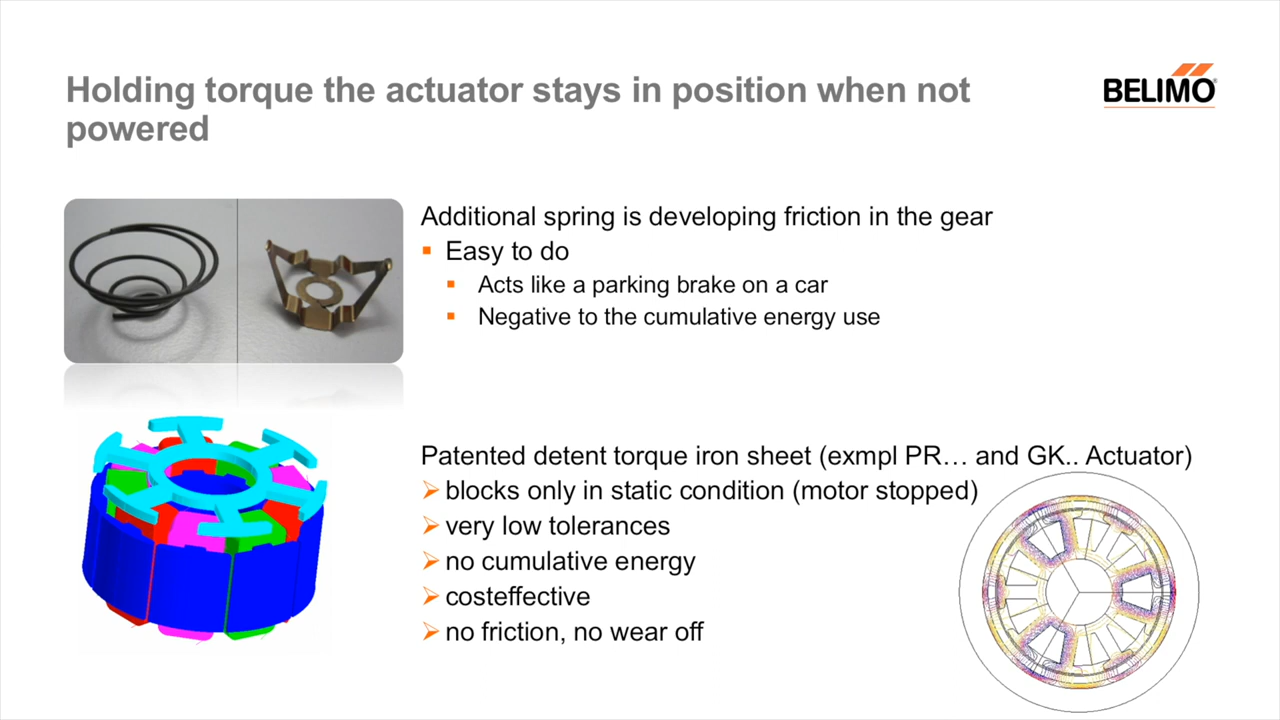 Holding torque the actuator stays in position when not
powered
BELIMO
Additional spring is developing friction in the gear
Easy to do
Acts like a parking brake on a car
Negative to the cumulative energy use
Patented detent torque iron sheet (exmpl PR… and GK.. Actuator)
blocks only in static condition (motor stopped)
very low tolerances
no cumulative energy
costeffective
no friction, no wear off